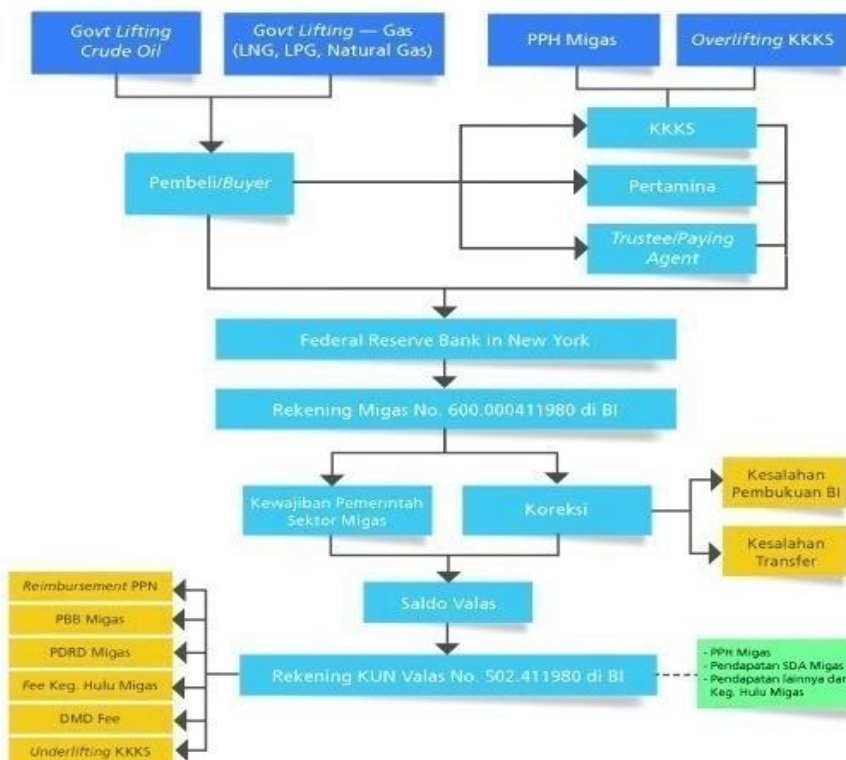 Govt Lifting
Crude Oil
Govt Lifting — Gas
(LNG, LPG, Natural Gas)
PPH Migas
Overlifting KKKS
KKKS
Pembeli/Buyer
Pertamina
Trustee/Paying
Agent
Federal Reserve Bank in New York
Rekening Migas No. 600.000411980 di BI
Kewajiban Pemerintah
Sektor Migas
Koreksi
Kesalahan
Pembukuan BI
Kesalahan
Transfer
Saldo Valas
Reimbursement PPN
PBB Migas
PDRD Migas
Fee Keg. Hulu Migas
DMD Fee
Underlifting KKKS
Rekening KUN Valas No. 502.411980 di BI
- PPH Migas
- Pendapatan SDA Migas
- Pendapatan lainnya dar
Keg. Hulu Migas